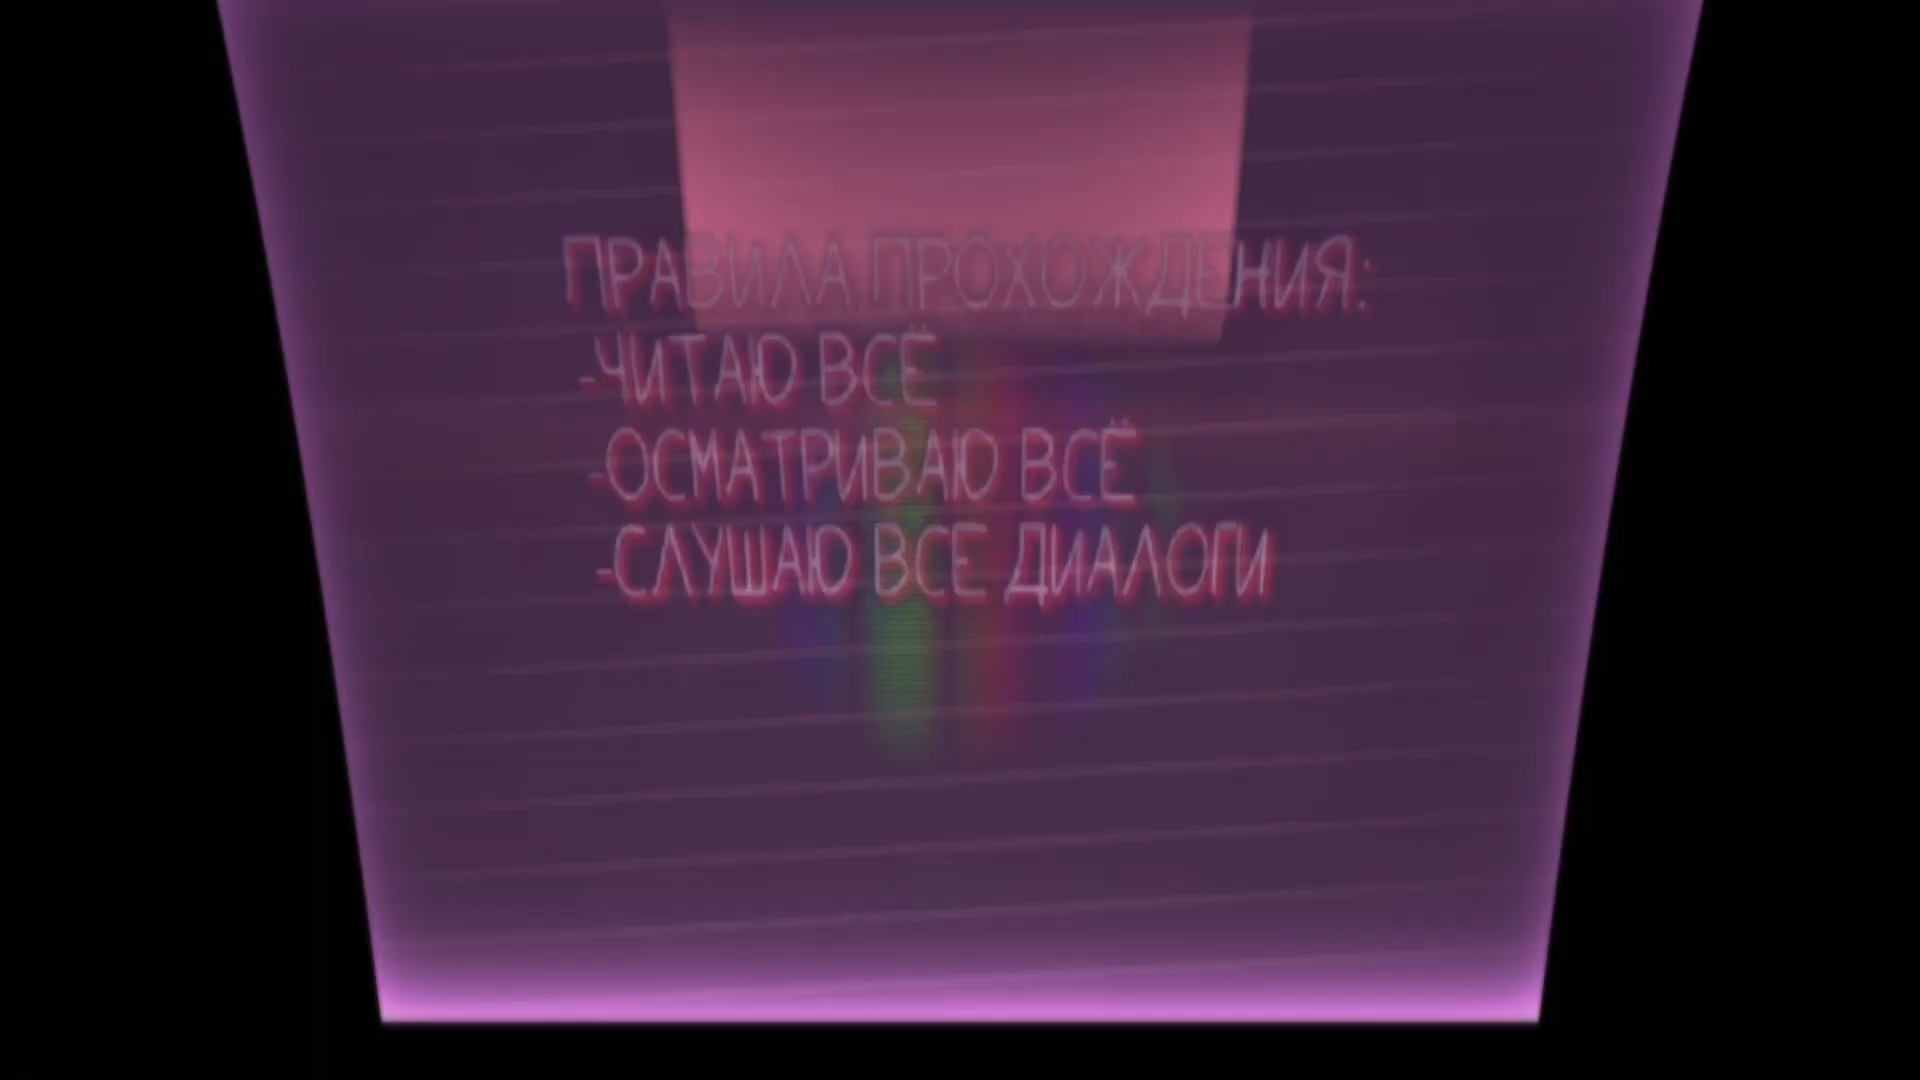 ПРАВИЛА ПРОХОЖДЕНИЯ:
-ЧИТАЮ ВСЁ
-ОСМАТРИВАЮ ВСЁ
-СЛУШАЮ ВСЕ ДИАЛОГИ